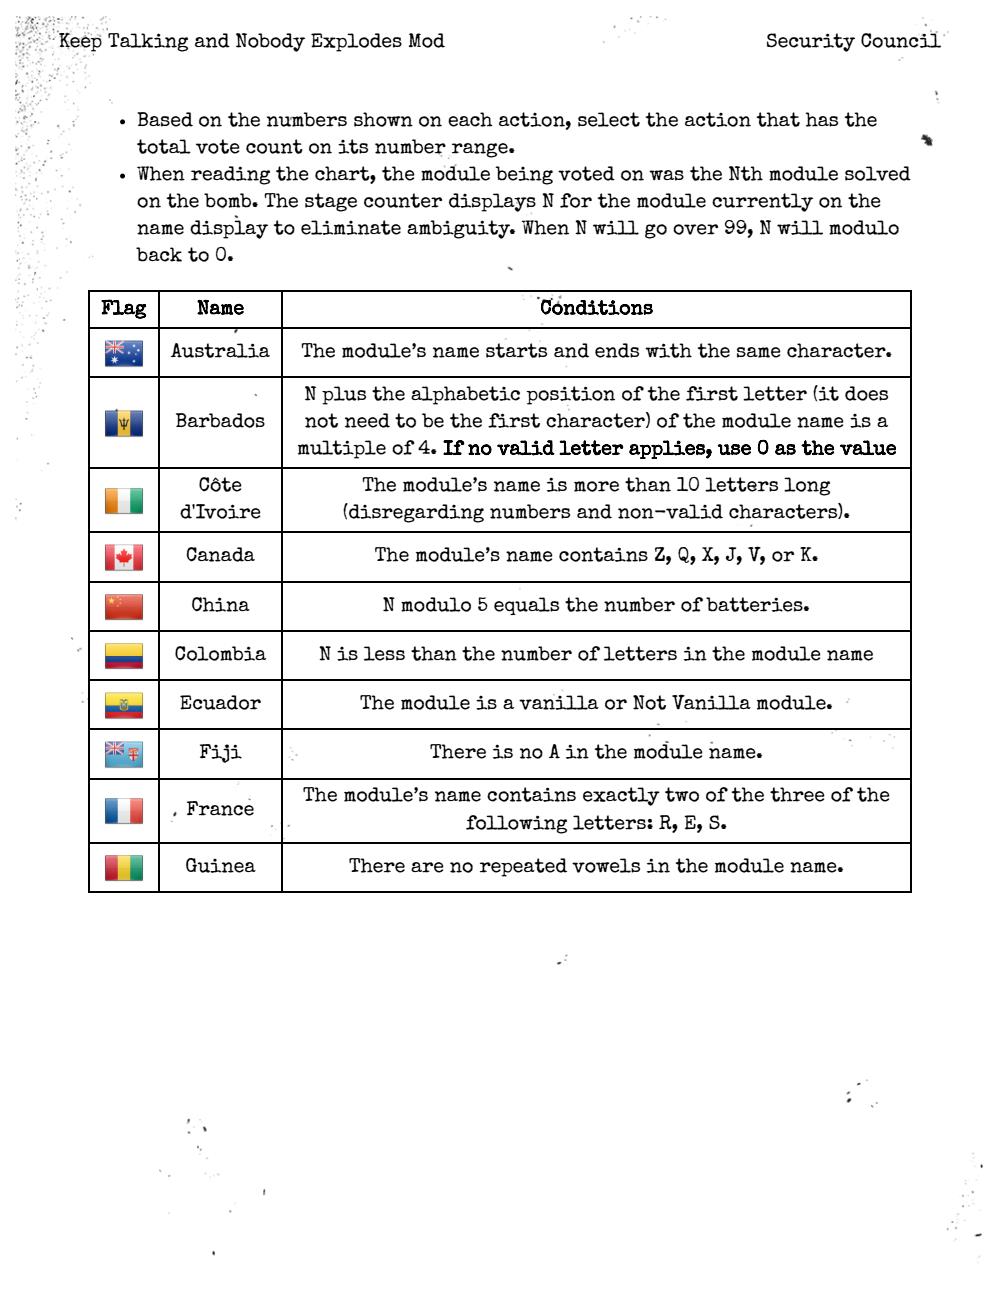 Keep Talking and Nobody Explodes Mod
Security Council
• Based on the numbers shown on each action, select the action that has the
total vote count on its number range.
• When reading the chart, the module being voted on was the Nth module solved
on the bomb. The stage counter displays N for the module currently on the
name display to eliminate ambiguity. When N will go over 99, N will modulo
back to 0.
Flag Name Conditions
Australia The module's name starts and ends with the same character.
Barbados N plus the alphabetic position of the first letter (it does
not need to be the first character) of the module name is a
multiple of 4. If no valid letter applies, use 0 as the value
Côte
d'Ivoire
The module's name is more than 10 letters long
(disregarding numbers and non-valid characters).
Canada The module's name contains Z, Q, X, J, V, or K.
China N modulo 5 equals the number of batteries.
Colombia N is less than the number of letters in the module name
Ecuador The module is a vanilla or Not Vanilla module.
Fiji There is no A in the module name.
France The module's name contains exactly two of the three of the
following letters: R, E, S.
Guinea There are no repeated vowels in the module name.